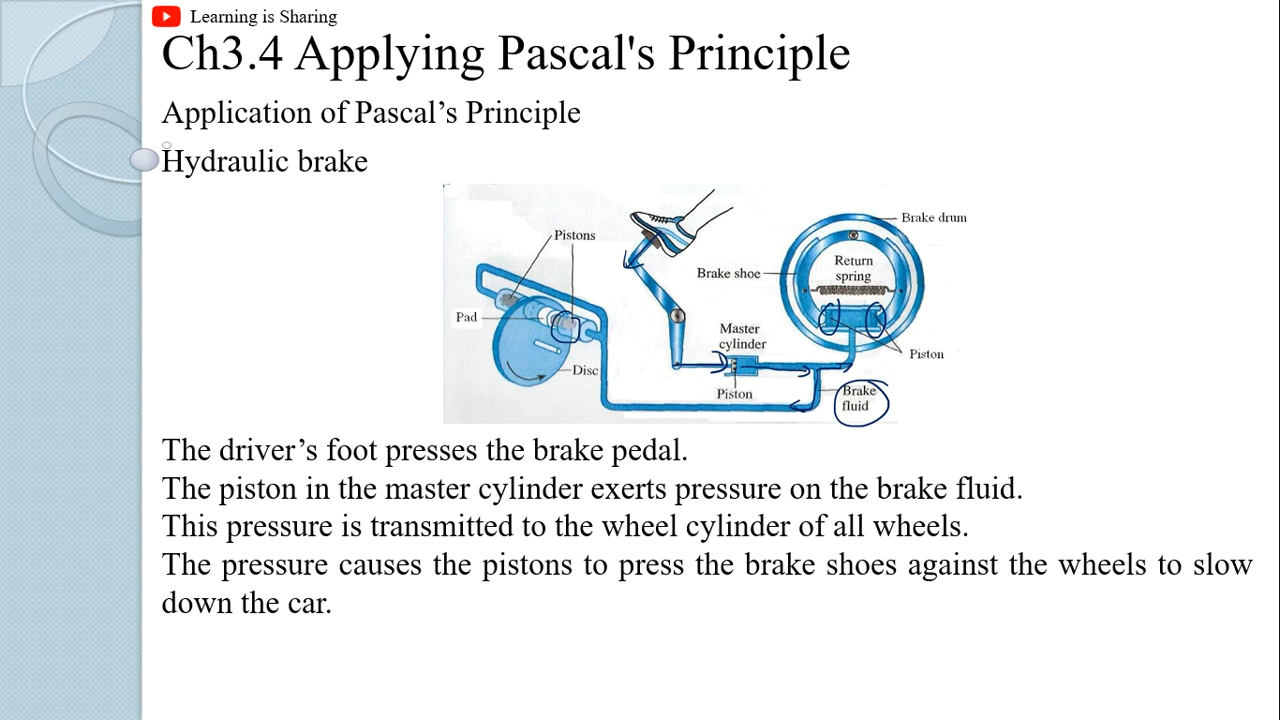 Learning is Sharing
Ch3.4 Applying Pascal's Principle
Application of Pascal’s Principle
Hydraulic brake
Brake drum
Pistons
Return
spring
Brake shoe
Pad
Master
cylinder
Piston
Disc
Piston
Brake
fluid
The driver’s foot presses the brake pedal.
The piston in the master cylinder exerts pressure on the brake fluid.
This pressure is transmitted to the wheel cylinder of all wheels.
The pressure causes the pistons to press the brake shoes against the wheels to slow
down the car.